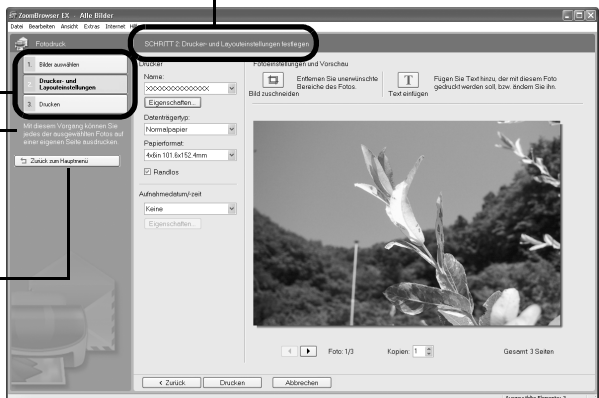 ZoomBrowser EX - Alle Bilder
Datei Bearbeiten Ansicht Extras Internet
Fotodruck
SCHRITT 2: Drucker- und Layouteinstellungen festlegen
1. Bilder auswählen
Drucker- und
Layouteinstellungen
3. Drucken
Mit diesem Vorgang können Sie
jedes der ausgewählten Fotos auf
einer eigenen Seite ausdrucken.
Zurück zum Hauptmenü
Drucker
Name:
XXXXXXXXXXXXX
Eigenschaften...
Datenträgertyp:
Normalpapier
Papierformat:
4x6in 101.6x152.4mm
Randlos
Aufnahmedatum/-zeit
Keine
Eigenschaften...
Fotoeinstellungen und Vorschau
Bild zuschneiden
Entfernen Sie unerwünschte
Bereiche des Fotos.
T
Text einfügen
Fügen Sie Text hinzu, der mit diesem Foto
gedruckt werden soll, bzw. ändern Sie ihn.
Foto: 1/3
Kopien: 1
Gesamt: 3 Seiten
< Zurück
Drucken
Abbrechen